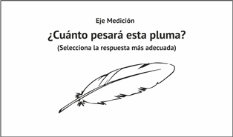 Eje Medición
¿Cuánto pesará esta pluma?
(Selecciona la respuesta más adecuada)